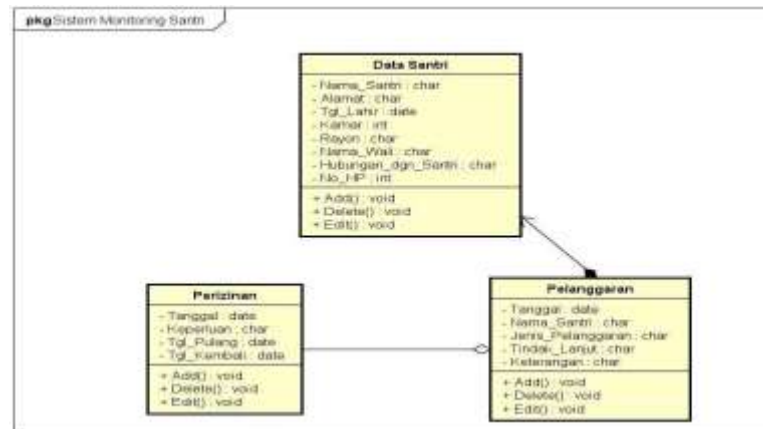 pkg Sistem Monitoring Santri
Data Santri
- Nama_Santri : char
- Alamat : char
- Tgl_Lahir : date
- Kamar : int
- Rayon : char
- Nama_Wali : char
- Hubungan_dgn_Santri : char
- No_HP : int
+ Add() : void
+ Delete() : void
+ Edit() : void
Perizinan
- Tanggal : date
- Keperluan : char
- Tgl_Pulang : date
- Tgl_Kembali : date
+ Add() : void
+ Delete() : void
+ Edit() : void
Pelanggaran
- Tanggal : date
- Nama_Santri : char
- Jenis_Pelanggaran : char
- Tindak_Lanjut : char
- Keterangan : char
+ Add() : void
+ Delete() : void
+ Edit() : void